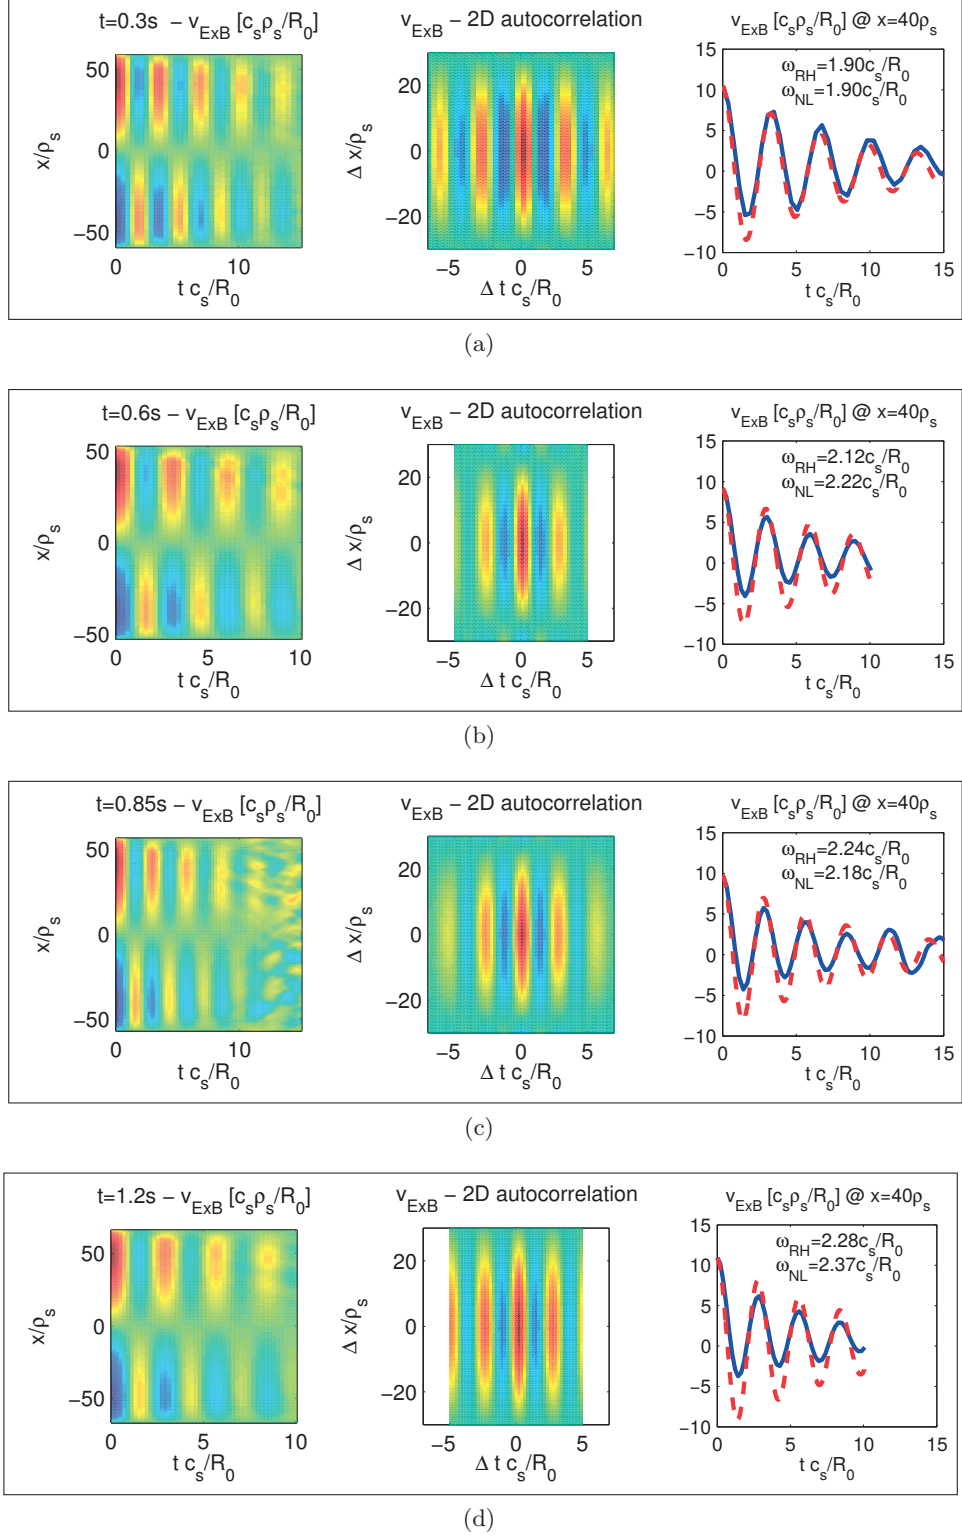 t=0.3s − v_ExB [c_sρ_s/R_0]
v_ExB − 2D autocorrelation
v_ExB [c_sρ_s/R_0] @ x=40ρ_s
50
0
−50
x/ρ_s
0
10
t c_s/R_0
20
0
−20
Δ x/ρ_s
−5
0
5
Δ t c_s/R_0
ω_RH=1.90c_s/R_0
ω_NL=1.90c_s/R_0
15
10
5
0
−5
−10
0
5
10
15
t c_s/R_0
(a)
t=0.6s − v_ExB [c_sρ_s/R_0]
v_ExB − 2D autocorrelation
v_ExB [c_sρ_s/R_0] @ x=40ρ_s
50
0
−50
x/ρ_s
0
5
10
t c_s/R_0
20
0
−20
Δ x/ρ_s
−5
0
5
Δ t c_s/R_0
ω_RH=2.12c_s/R_0
ω_NL=2.22c_s/R_0
15
10
5
0
−5
−10
0
5
10
15
t c_s/R_0
(b)
t=0.85s − v_ExB [c_sρ_s/R_0]
v_ExB − 2D autocorrelation
v_ExB [c_sρ_s/R_0] @ x=40ρ_s
50
0
−50
x/ρ_s
0
10
t c_s/R_0
20
0
−20
Δ x/ρ_s
−5
0
5
Δ t c_s/R_0
ω_RH=2.24c_s/R_0
ω_NL=2.18c_s/R_0
15
10
5
0
−5
−10
0
5
10
15
t c_s/R_0
(c)
t=1.2s − v_ExB [c_sρ_s/R_0]
v_ExB − 2D autocorrelation
v_ExB [c_sρ_s/R_0] @ x=40ρ_s
50
0
−50
x/ρ_s
0
5
10
t c_s/R_0
20
0
−20
Δ x/ρ_s
−5
0
5
Δ t c_s/R_0
ω_RH=2.28c_s/R_0
ω_NL=2.37c_s/R_0
15
10
5
0
−5
−10
0
5
10
15
t c_s/R_0
(d)